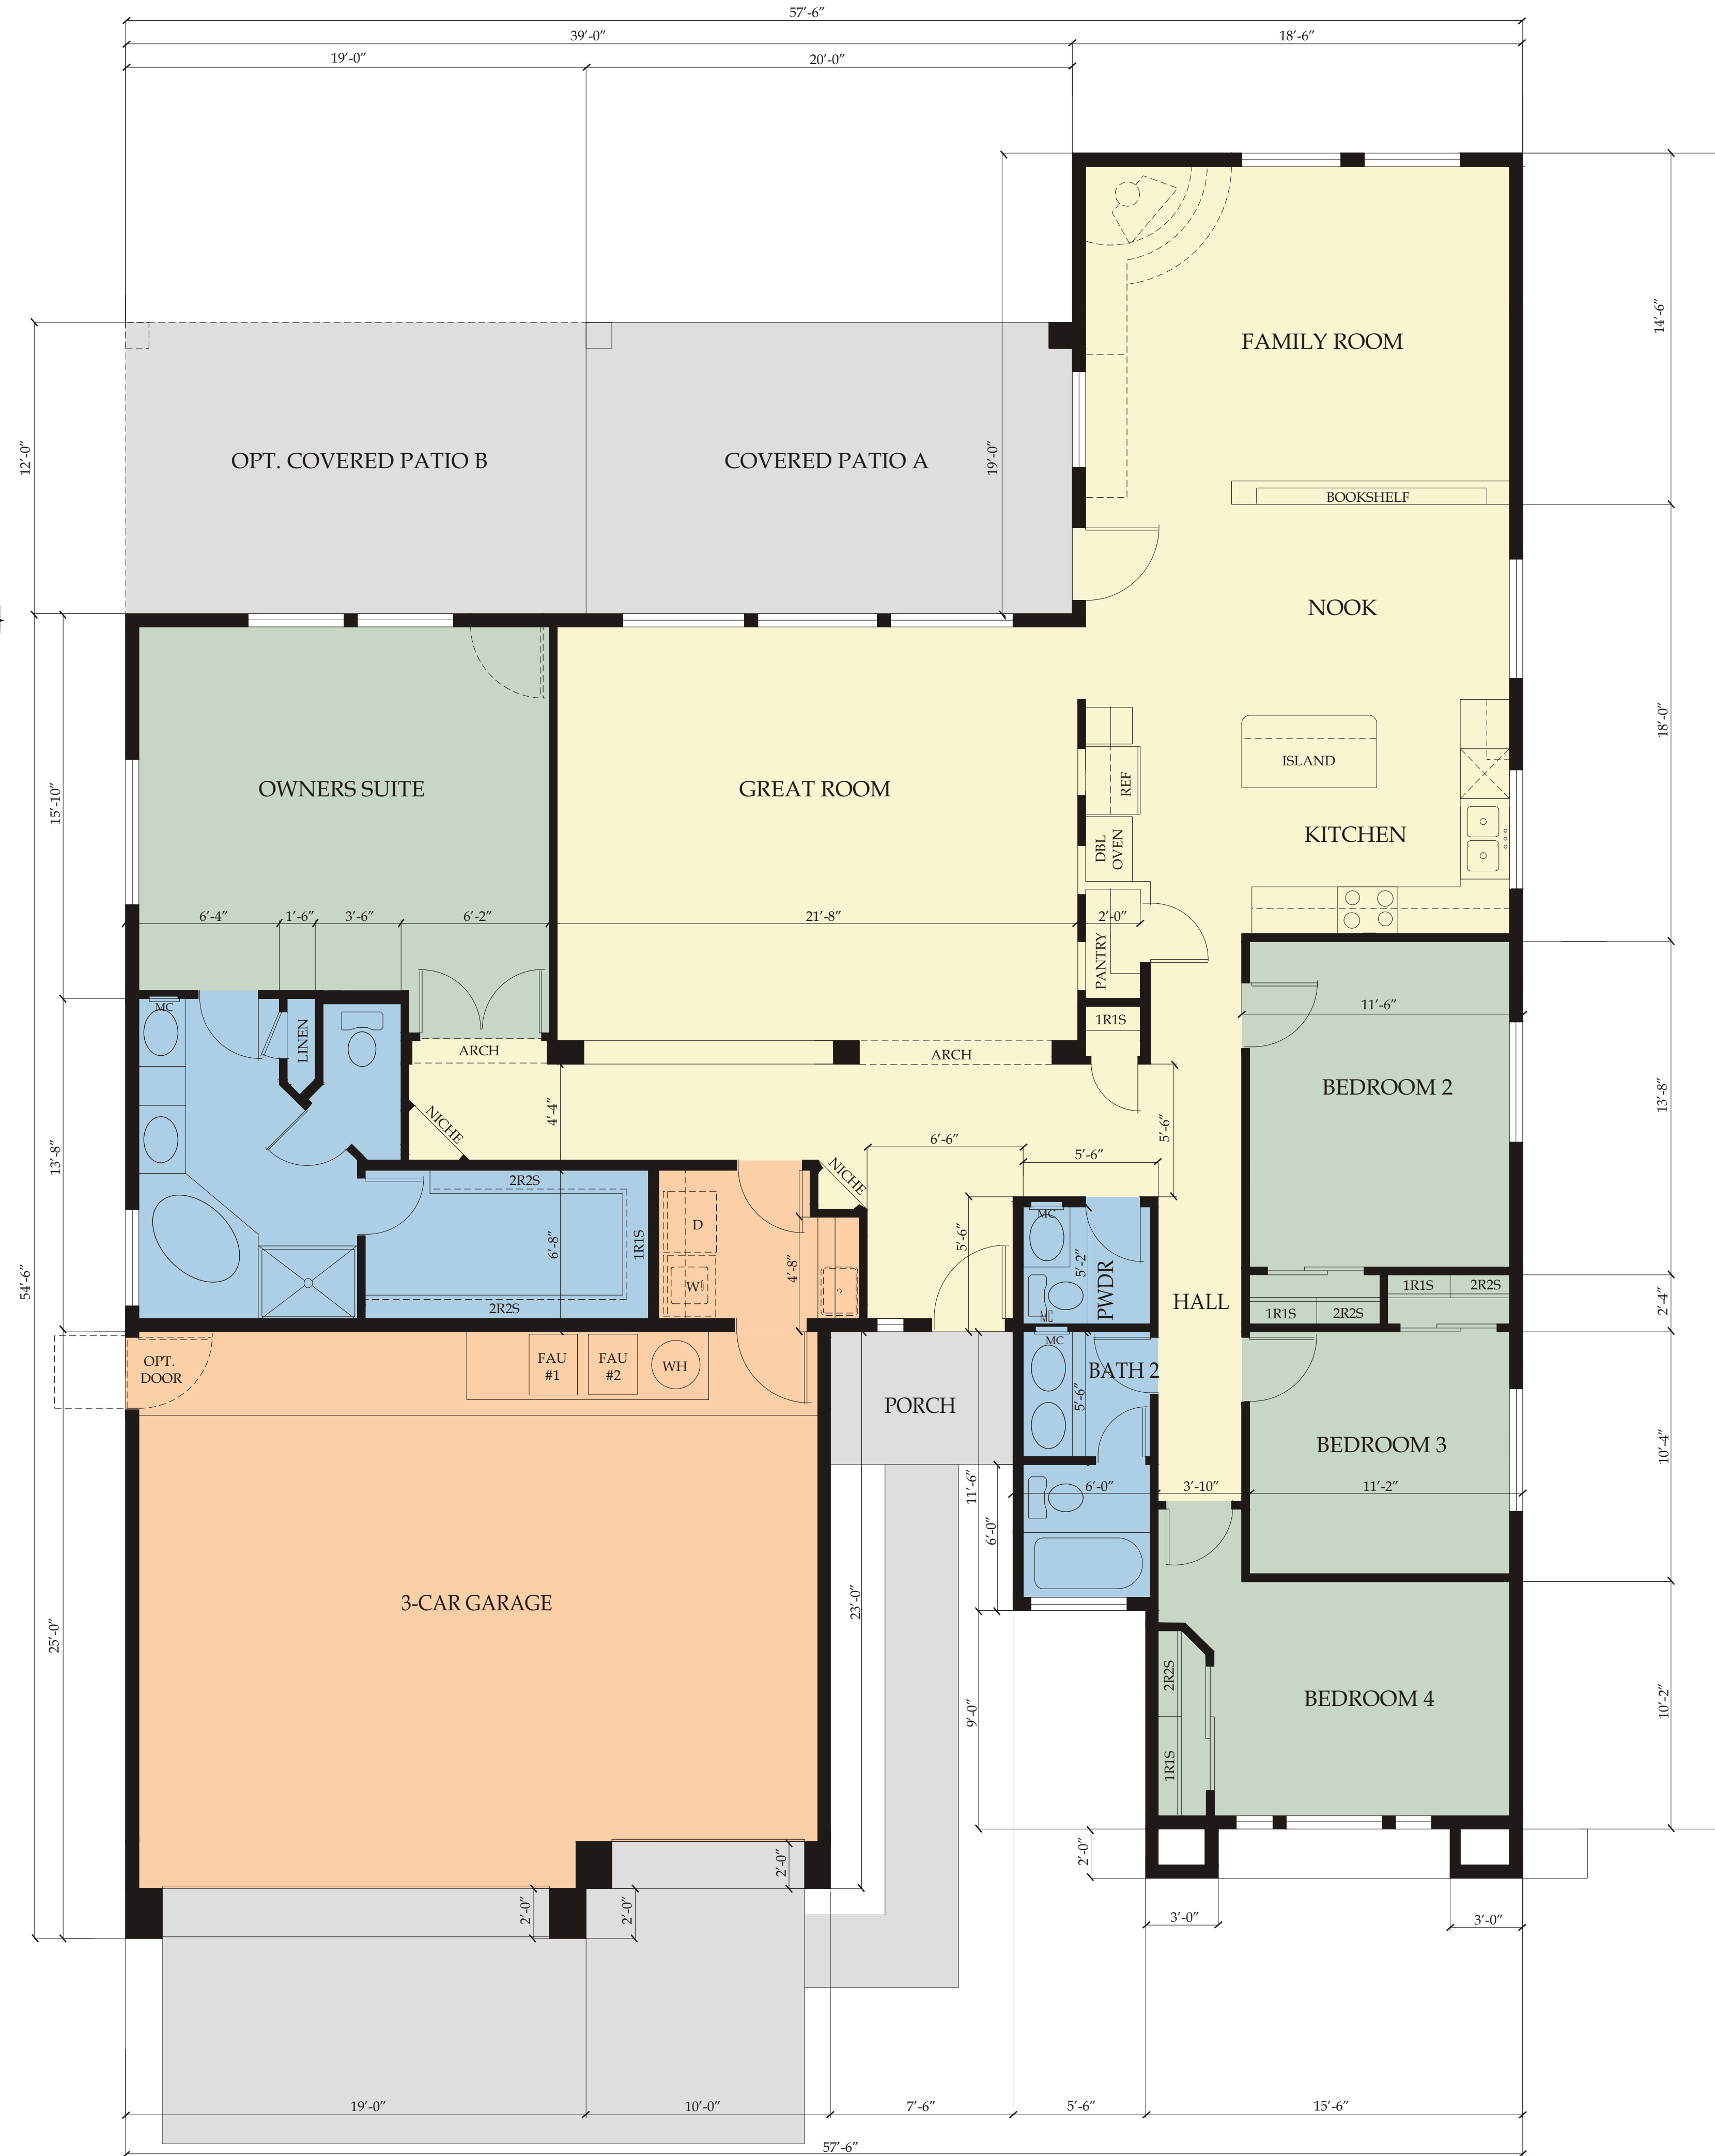 57'-6"
39'-0"
18'-6"
19'-0"
20'-0"
14'-6"
FAMILY ROOM
12'-0"
OPT. COVERED PATIO B
COVERED PATIO A
19'-0"
BOOKSHELF
NOOK
18'-0"
15'-10"
OWNERS SUITE
GREAT ROOM
REF
ISLAND
DBL
OVEN
KITCHEN
6'-4"
1'-6"
3'-6"
6'-2"
21'-8"
2'-0"
PANTRY
MC
LINEN
ARCH
ARCH
1R1S
11'-6"
BEDROOM 2
13'-8"
NICHE
4'-4"
6'-6"
5'-6"
5'-6"
13'-8"
2R2S
NICHE
1R1S
6'-8"
D
W
4'-8"
5'-6"
MC
5'-2"
PWDR
MC
2R2S
54'-6"
HALL
1R1S
2R2S
1R1S
2R2S
2'-4"
OPT.
DOOR
FAU
#1
FAU
#2
WH
MC
BATH 2
5'-6"
PORCH
BEDROOM 3
10'-4"
11'-6"
6'-0"
3'-10"
11'-2"
6'-0"
3-CAR GARAGE
23'-0"
25'-0"
2R2S
1R1S
BEDROOM 4
10'-2"
9'-0"
2'-0"
2'-0"
2'-0"
2'-0"
3'-0"
3'-0"
19'-0"
10'-0"
7'-6"
5'-6"
15'-6"
57'-6"